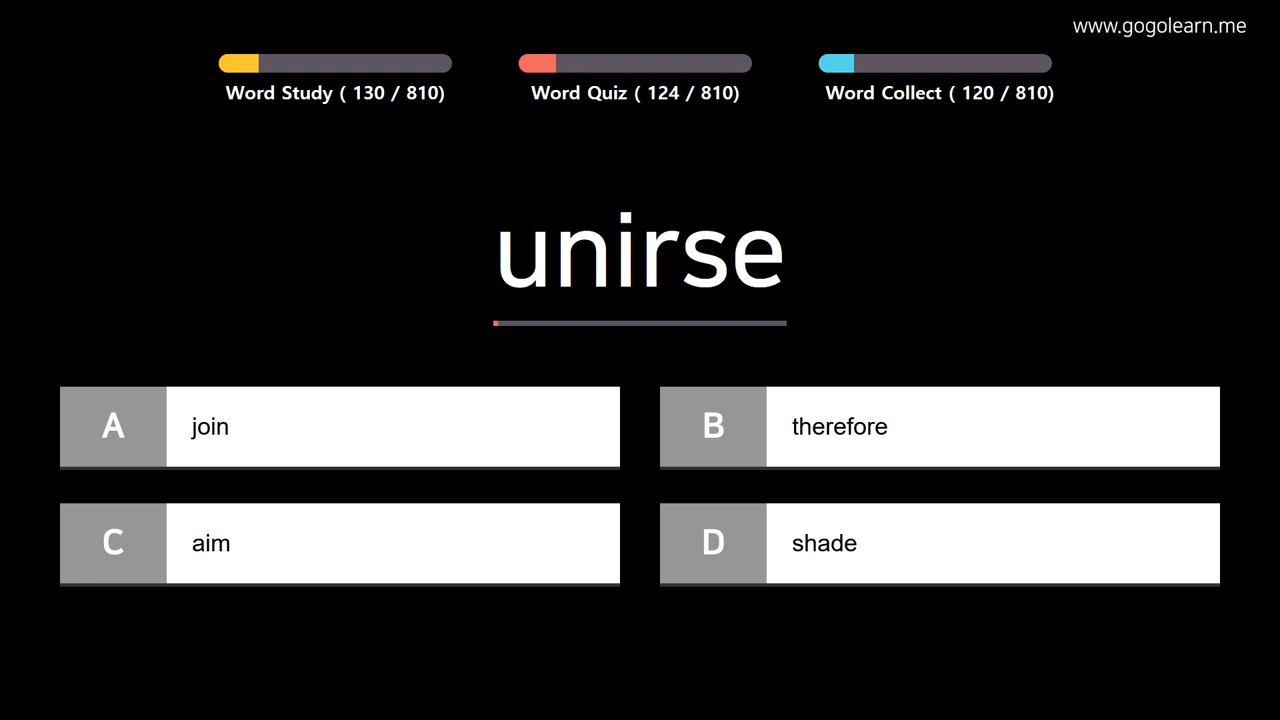 www.gogolearn.me
Word Study ( 130 / 810)
Word Quiz ( 124 / 810)
Word Collect ( 120 / 810)
unirse
A join
B therefore
C aim
D shade